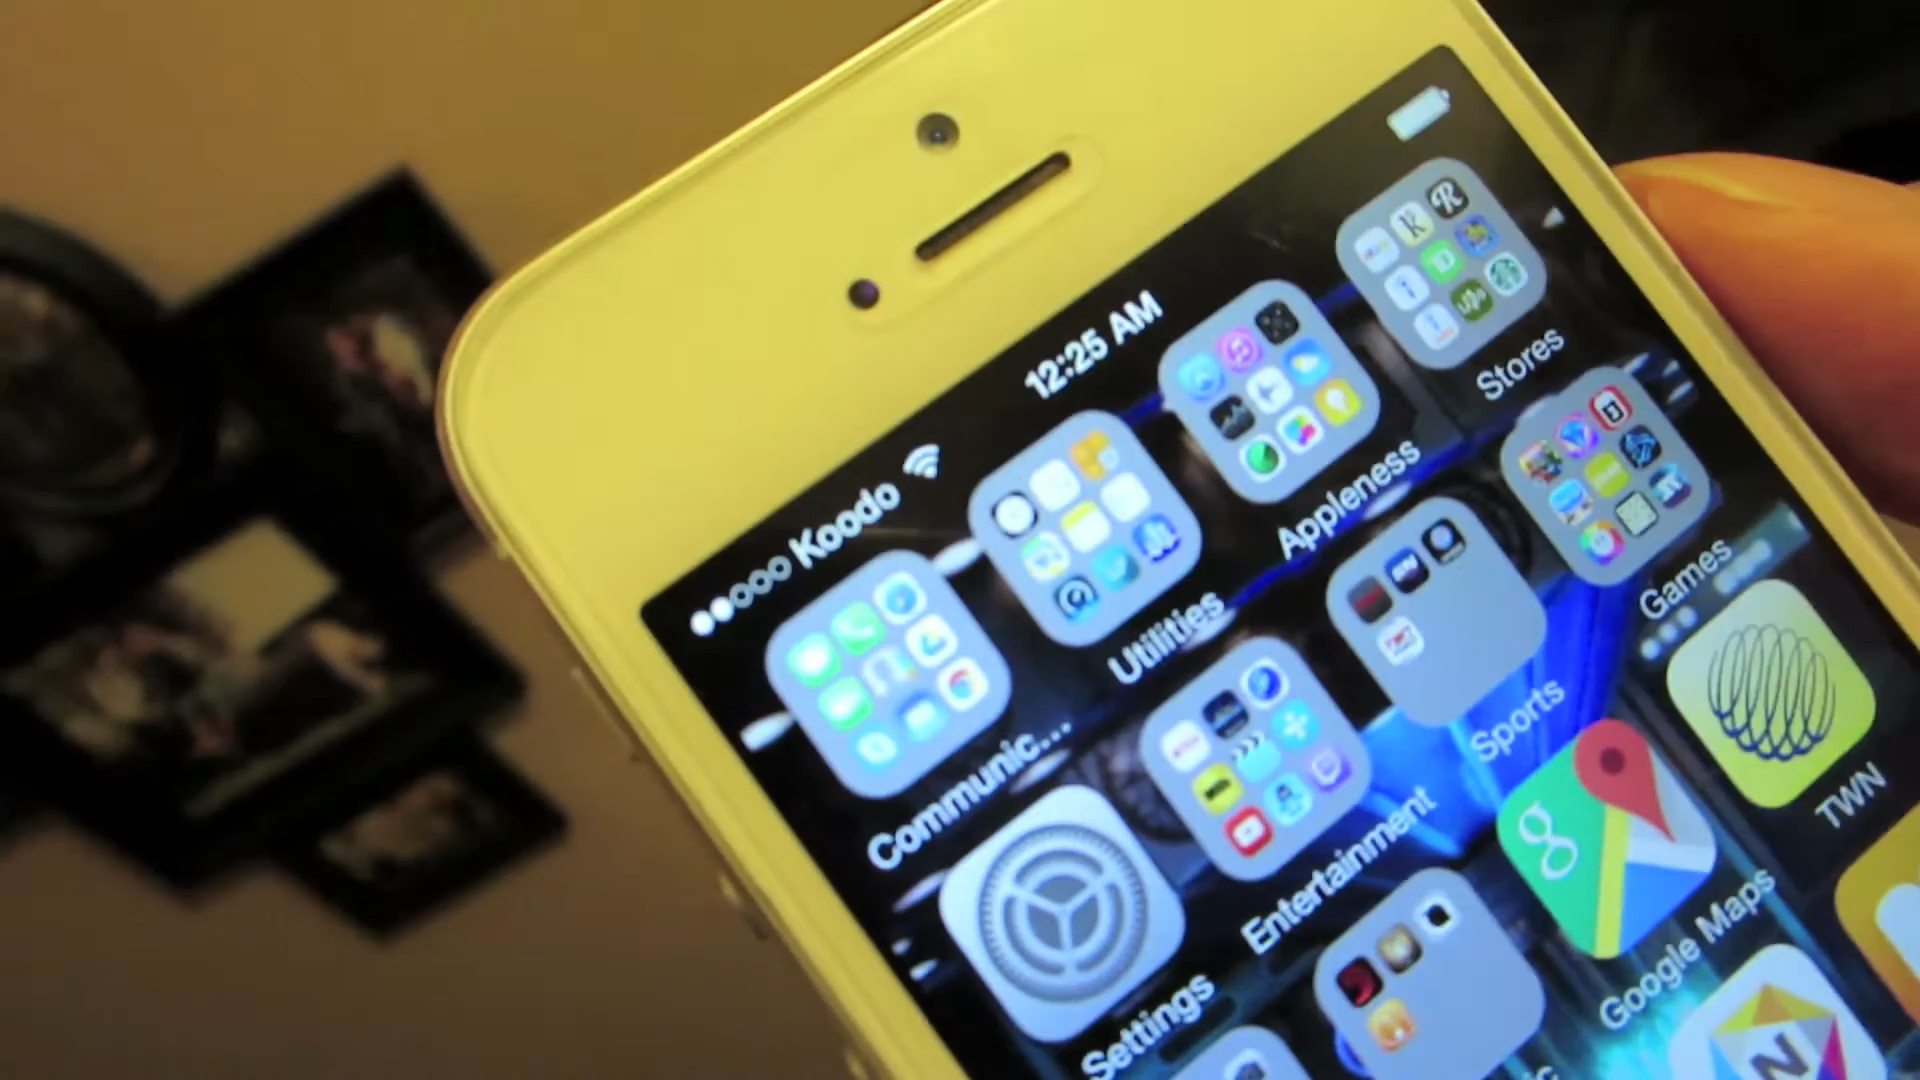 Koodo 12:25 AM
Communic... Utilities Appleness Stores
Settings Entertainment Sports Games
Google Maps TWN